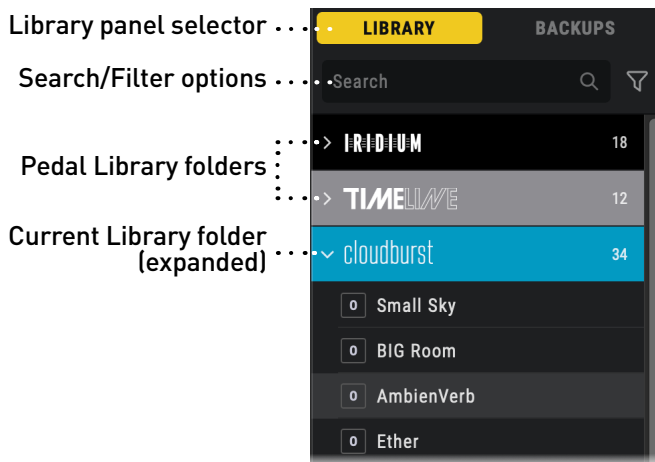 Library panel selector
LIBRARY
BACKUPS
Search/Filter options
Search
Pedal Library folders
IRIDIUM
18
TIMELINE
12
Current Library folder
(expanded)
cloudburst
34
0 Small Sky
0 BIG Room
0 AmbienVerb
0 Ether